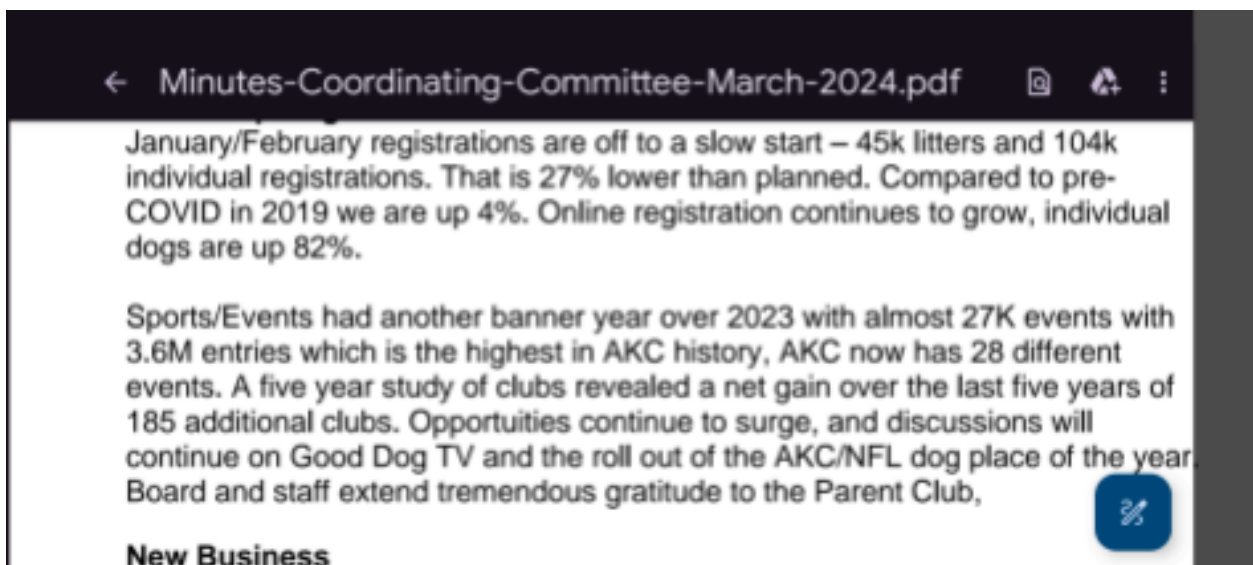 Minutes-Coordinating-Committee-March-2024.pdf
January/February registrations are off to a slow start – 45k litters and 104k
individual registrations. That is 27% lower than planned. Compared to pre-
COVID in 2019 we are up 4%. Online registration continues to grow, individual
dogs are up 82%.
Sports/Events had another banner year over 2023 with almost 27K events with
3.6M entries which is the highest in AKC history, AKC now has 28 different
events. A five year study of clubs revealed a net gain over the last five years of
185 additional clubs. Opportuities continue to surge, and discussions will
continue on Good Dog TV and the roll out of the AKC/NFL dog place of the year.
Board and staff extend tremendous gratitude to the Parent Club,
New Business